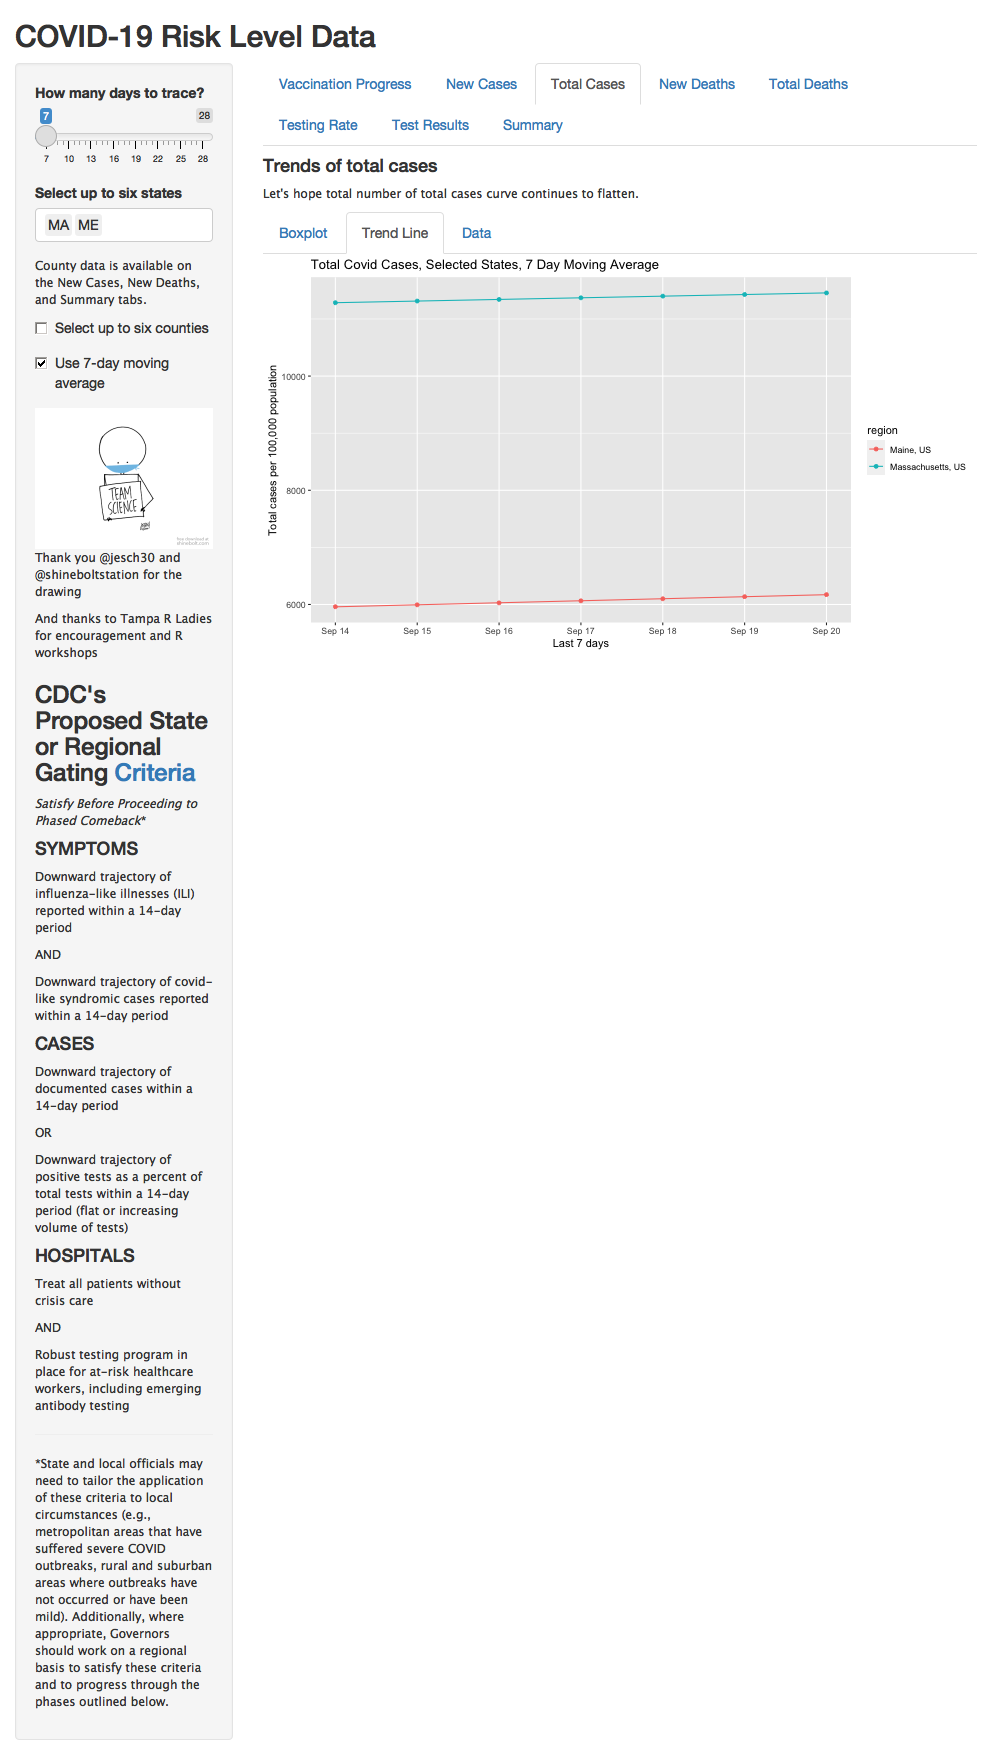 COVID-19 Risk Level Data
How many days to trace?
7 28
7 10 13 16 19 22 25 28
Select up to six states
MA ME
County data is available on
the New Cases, New Deaths,
and Summary tabs.
Select up to six counties
Use 7-day moving
average
TEAM
SCIENCE
Thank you @jesch30 and
@shineboltstation for the
drawing
And thanks to Tampa R Ladies
for encouragement and R
workshops
CDC's
Proposed State
or Regional
Gating Criteria
Satisfy Before Proceeding to
Phased Comeback*
SYMPTOMS
Downward trajectory of
influenza-like illnesses (ILI)
reported within a 14-day
period
AND
Downward trajectory of covid-
like syndromic cases reported
within a 14-day period
CASES
Downward trajectory of
documented cases within a
14-day period
OR
Downward trajectory of
positive tests as a percent of
total tests within a 14-day
period (flat or increasing
volume of tests)
HOSPITALS
Treat all patients without
crisis care
AND
Robust testing program in
place for at-risk healthcare
workers, including emerging
antibody testing
*State and local officials may
need to tailor the application
of these criteria to local
circumstances (e.g.,
metropolitan areas that have
suffered severe COVID
outbreaks, rural and suburban
areas where outbreaks have
not occurred or have been
mild). Additionally, where
appropriate, Governors
should work on a regional
basis to satisfy these criteria
and to progress through the
phases outlined below.
Vaccination Progress New Cases Total Cases New Deaths Total Deaths
Testing Rate Test Results Summary
Trends of total cases
Let's hope total number of total cases curve continues to flatten.
Boxplot Trend Line Data
Total Covid Cases, Selected States, 7 Day Moving Average
Total cases per 100,000 population
10000
8000
6000
Sep 14 Sep 15 Sep 16 Sep 17 Sep 18 Sep 19 Sep 20
Last 7 days
region
Maine, US
Massachusetts, US